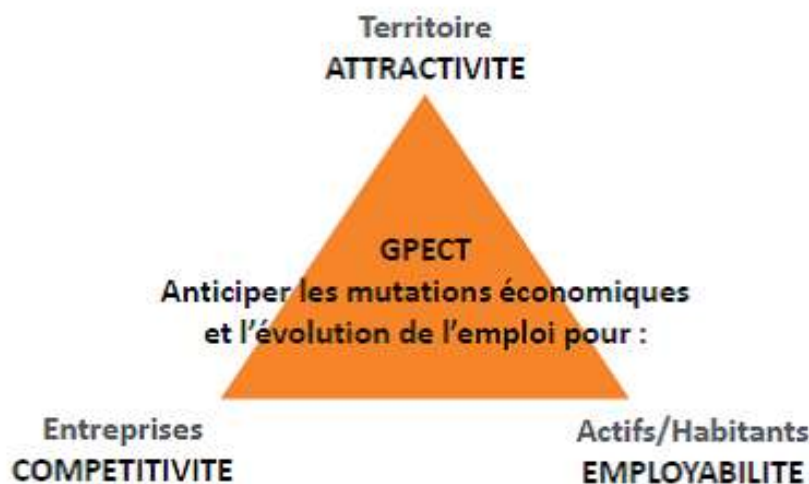 Territoire
ATTRACTIVITE
GPECT
Anticiper les mutations économiques
et l’évolution de l’emploi pour :
Entreprises
COMPETITIVITE
Actifs/Habitants
EMPLOYABILITE